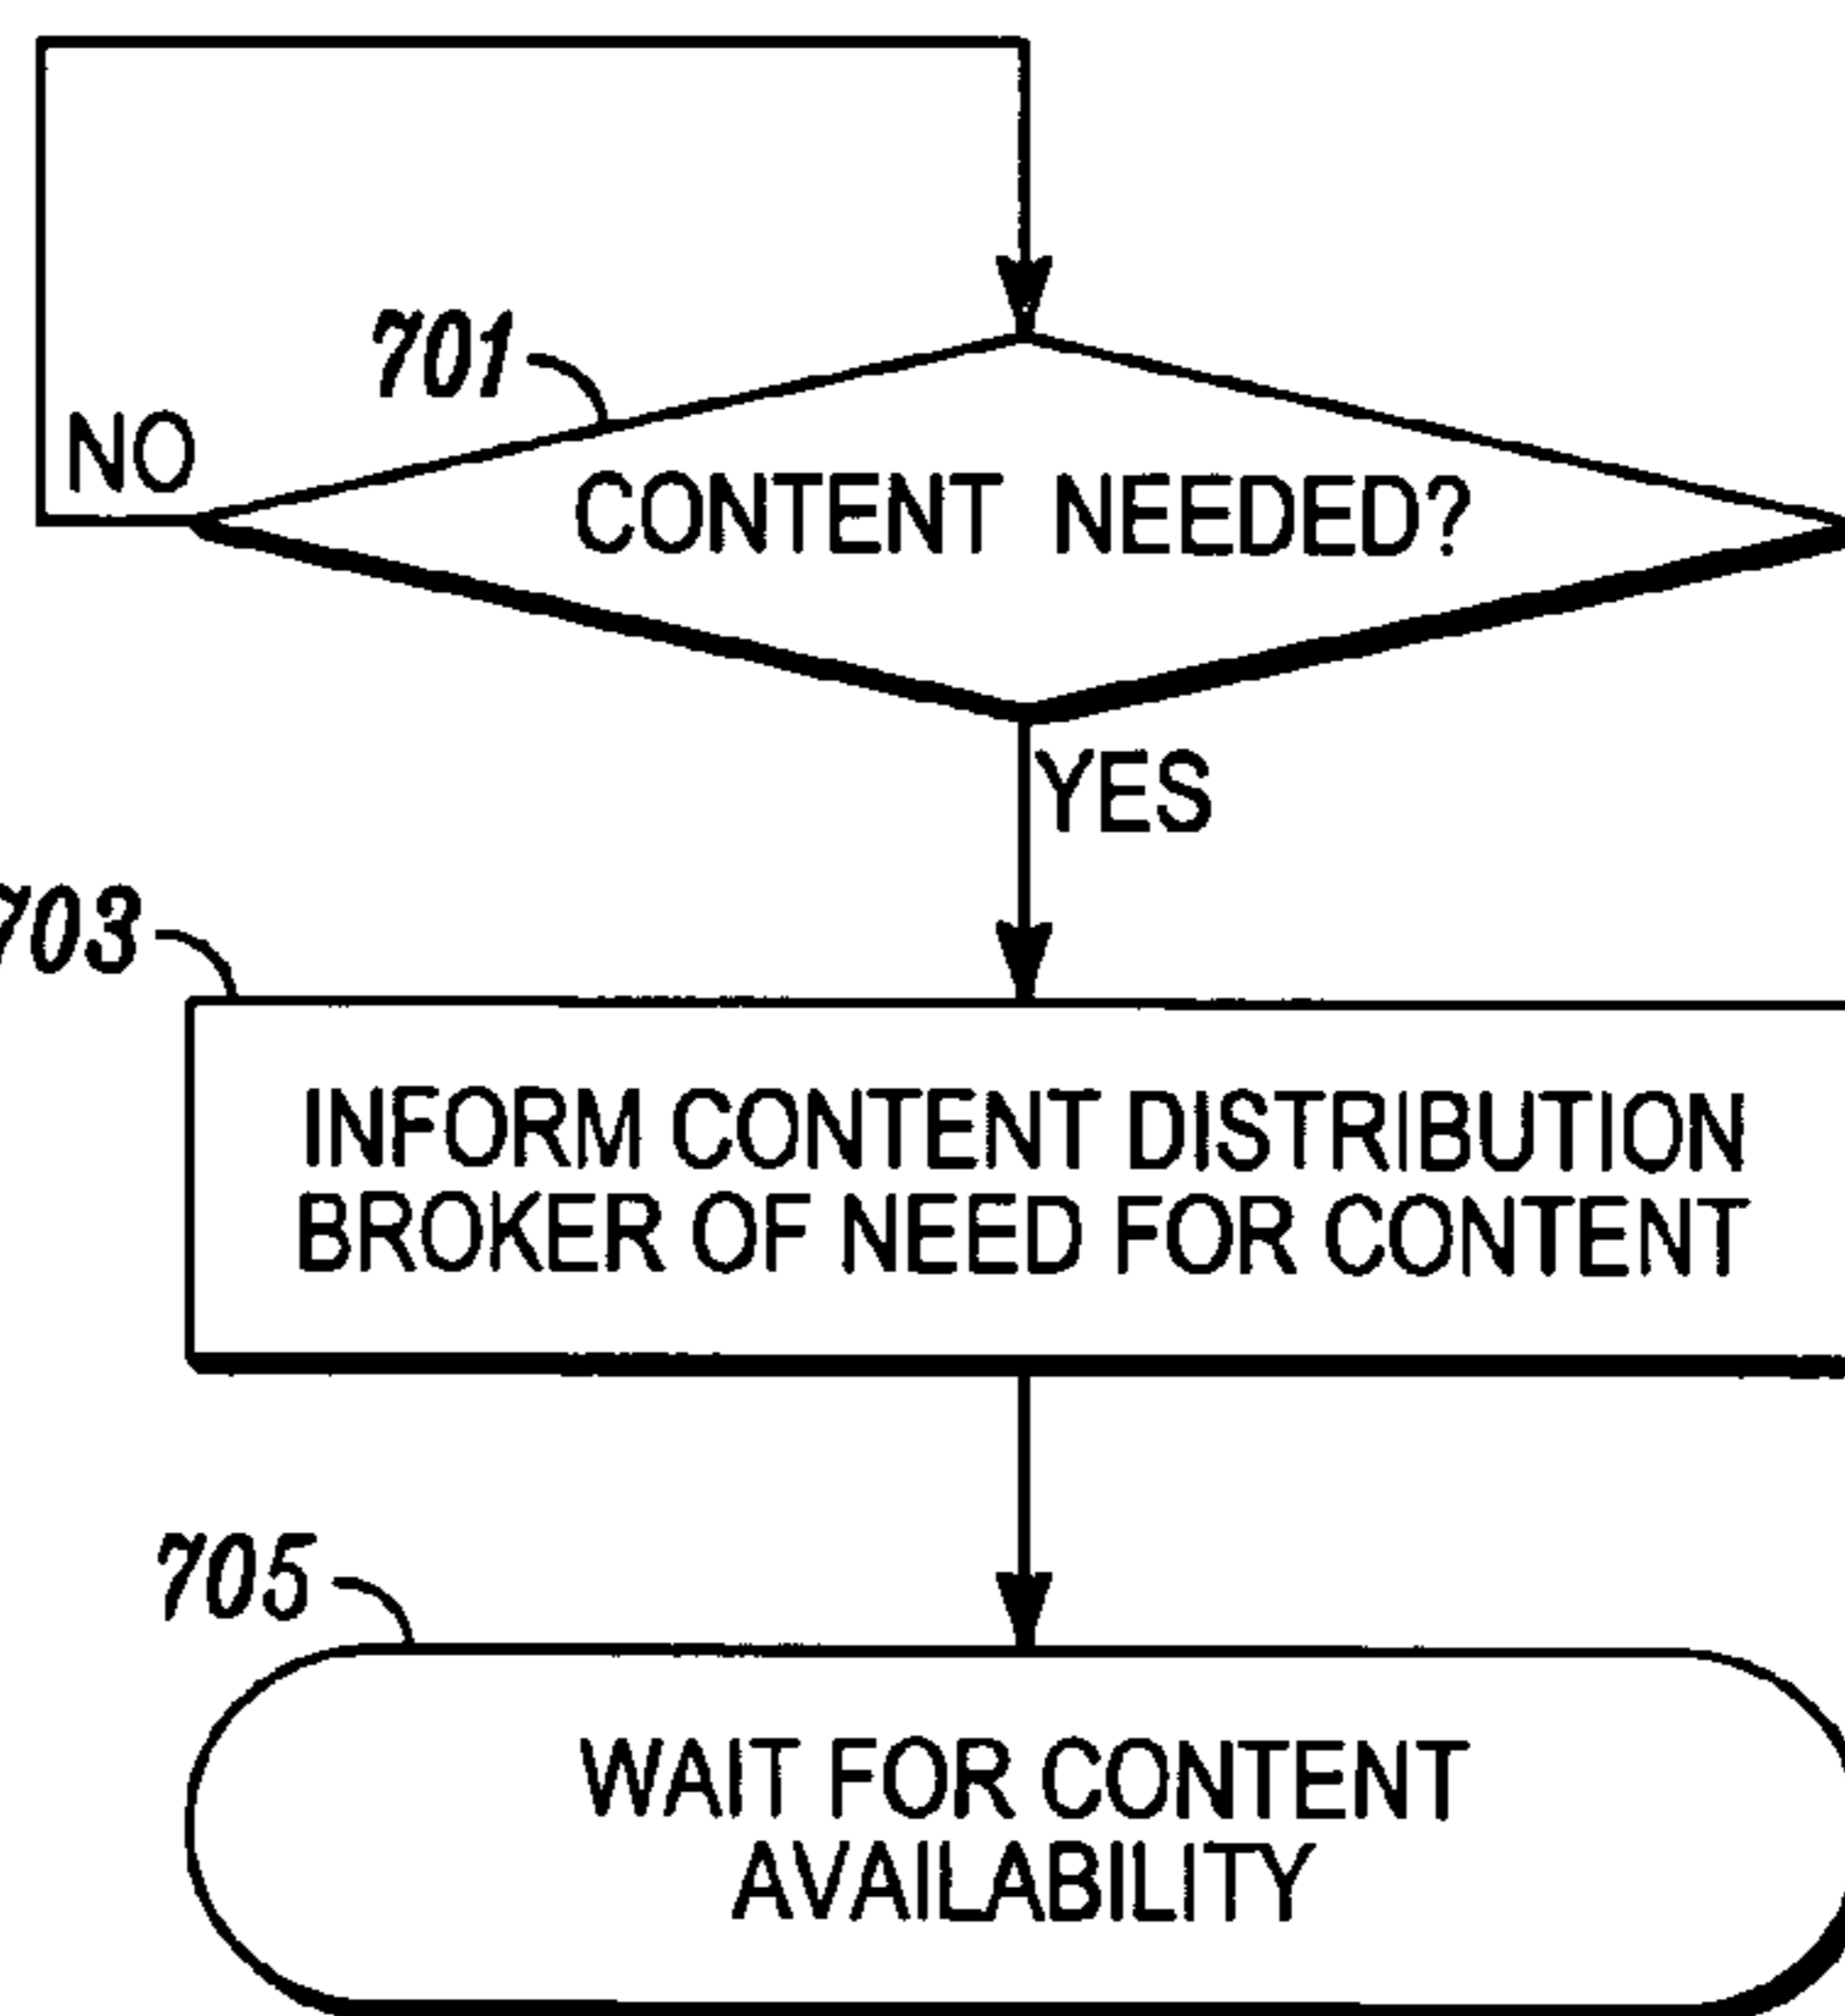 701
NO
CONTENT NEEDED?
YES
703
INFORM CONTENT DISTRIBUTION
BROKER OF NEED FOR CONTENT
705
WAIT FOR CONTENT
AVAILABILITY